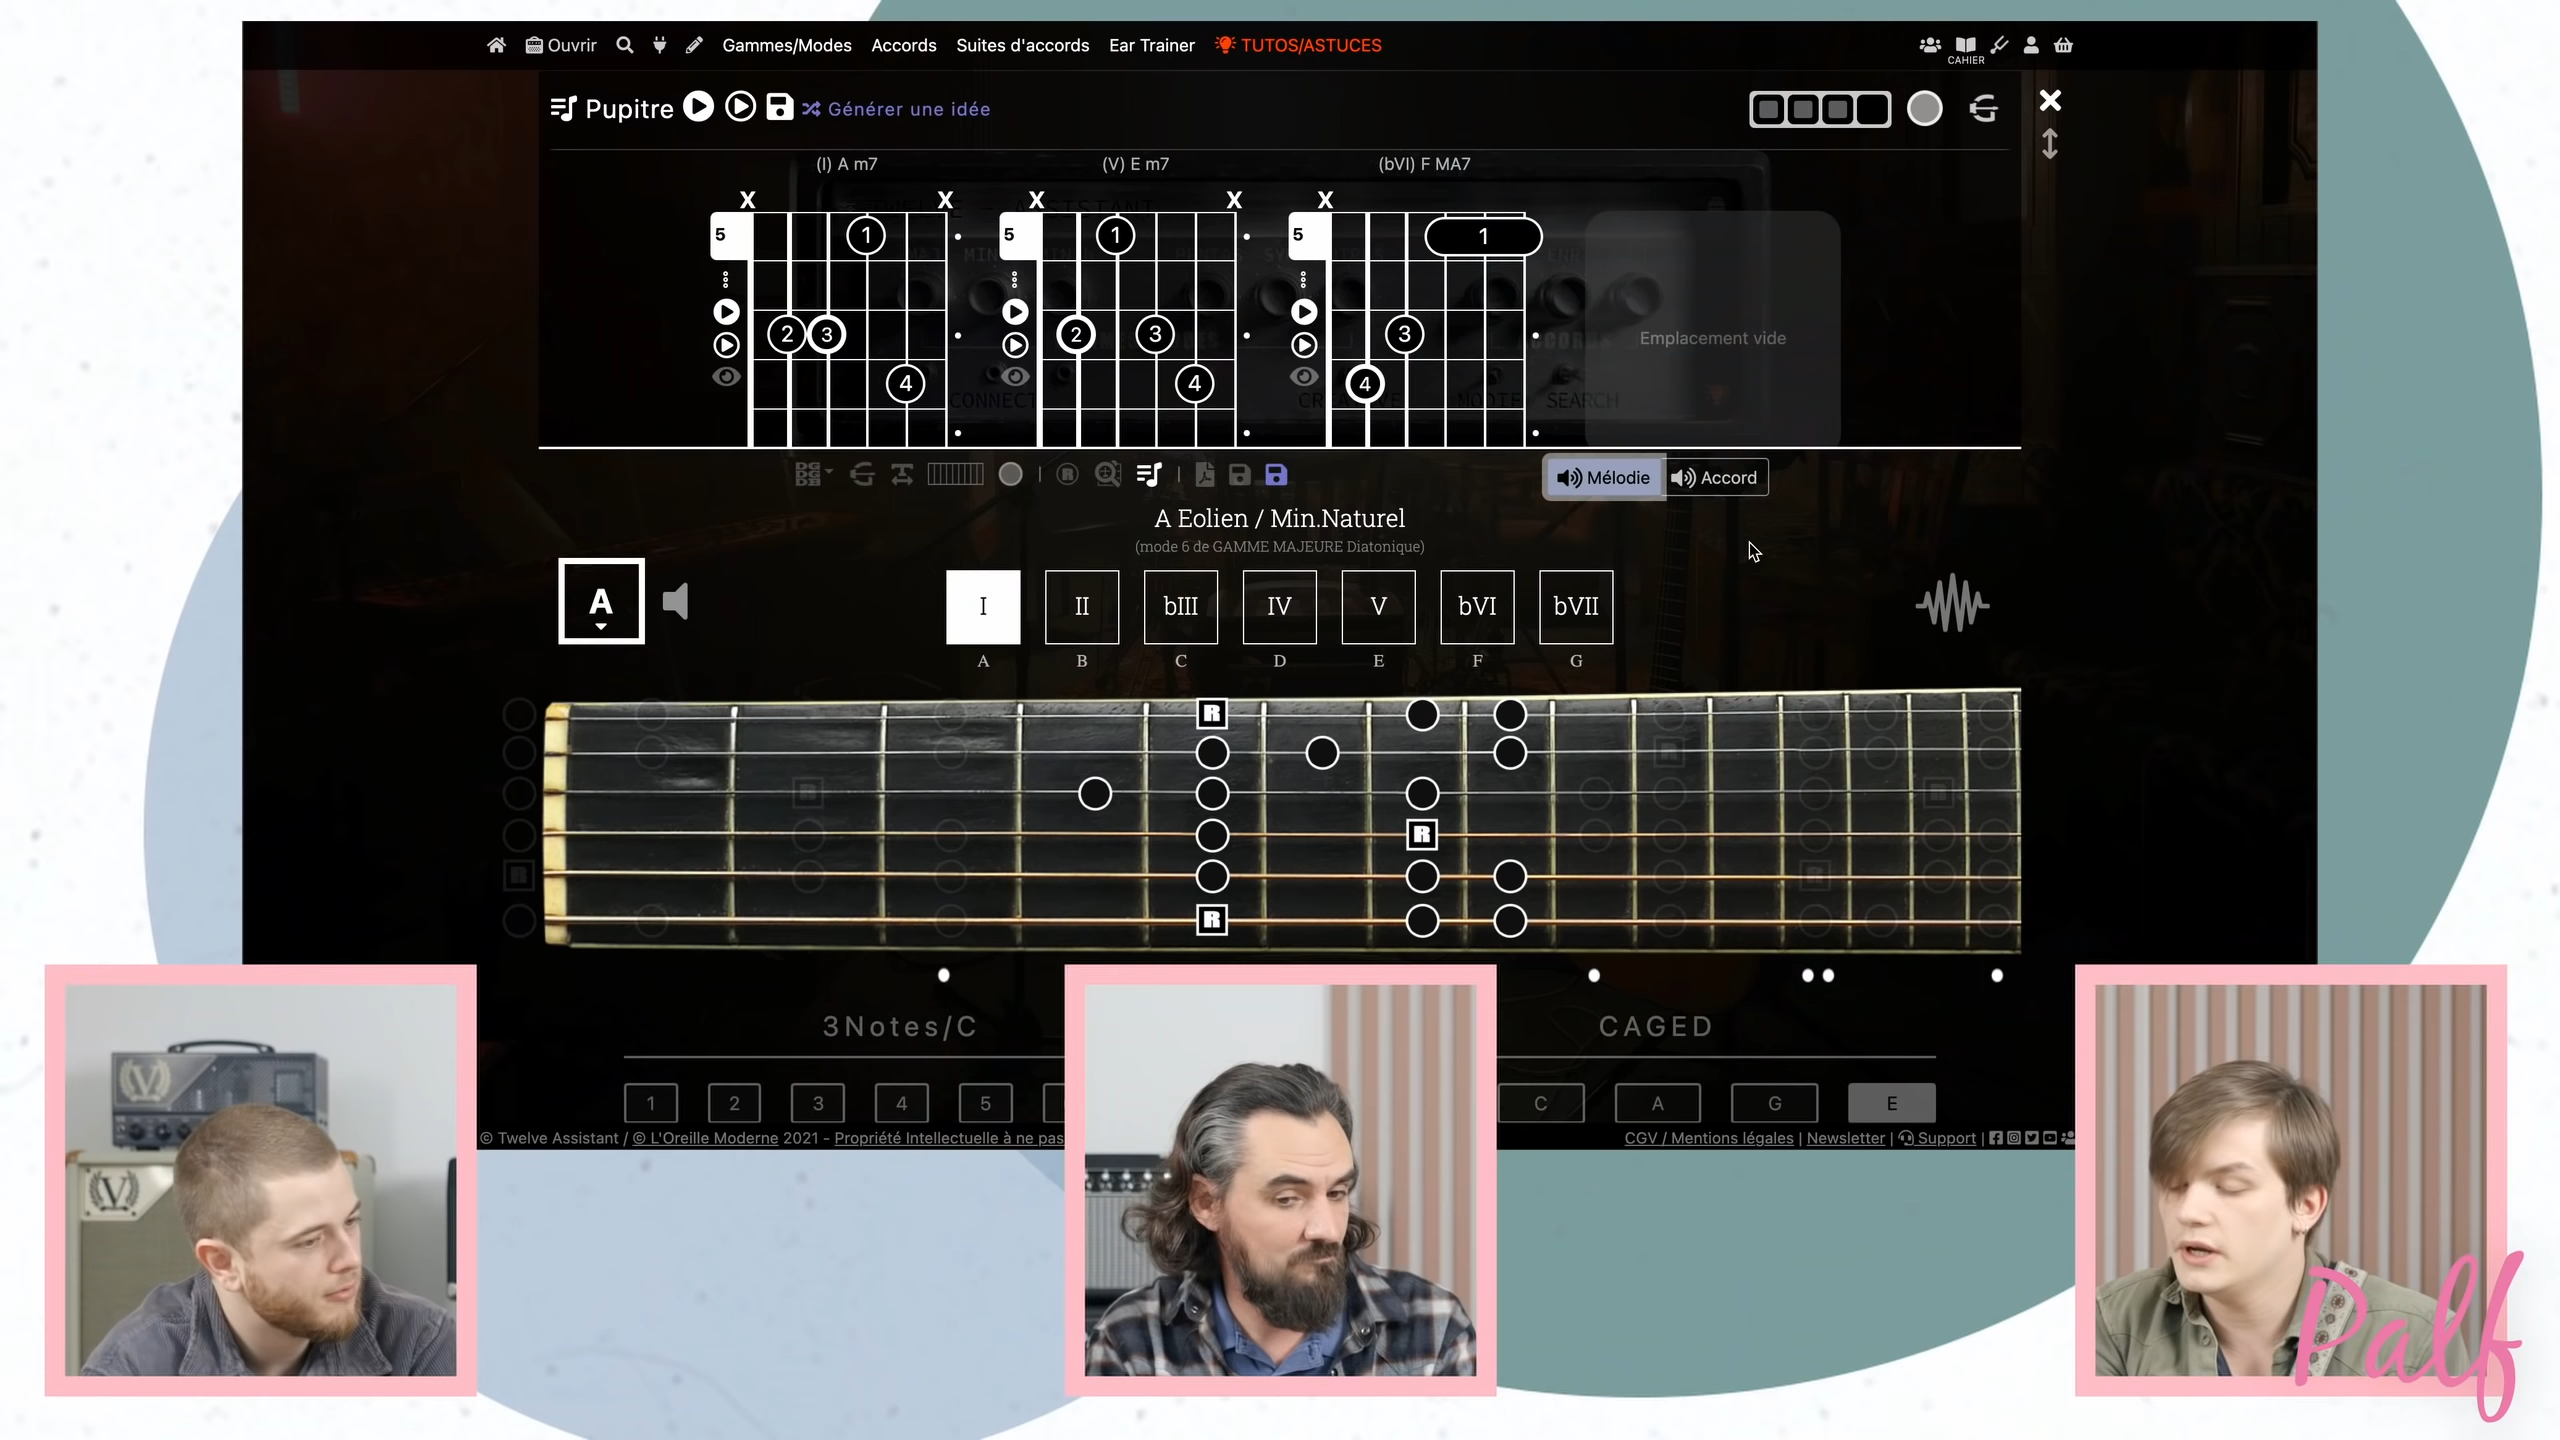 Ouvrir Gammes/Modes Accords Suites d'accords Ear Trainer TUTOS/ASTUCES
CAHIER
Pupitre Générer une idée
(I) A m7 (V) E m7 (bVI) F MA7
X X X X X
5 1 5 1 5 1
2 3 2 3 3
4 4 4
Emplacement vide
CONNECT
SEARCH
Mélodie Accord
A Eolien / Min.Naturel
(mode 6 de GAMME MAJEURE Diatonique)
A
I II bIII IV V bVI bVII
A B C D E F G
R
R
R
3Notes/C CAGED
1 2 3 4 5 C A G E
© Twelve Assistant / © L'Oreille Moderne 2021 - Propriété Intellectuelle à ne pas
CGV / Mentions légales | Newsletter | Support |
V
V
Palf